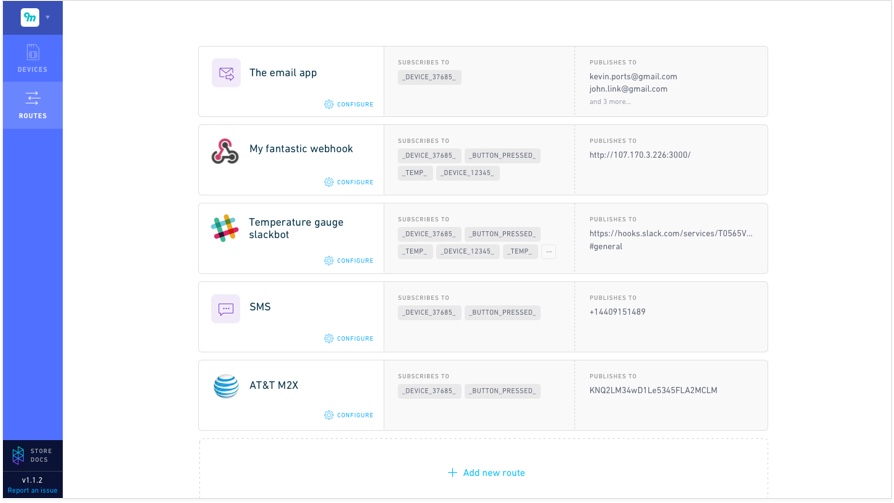 9m
DEVICES
ROUTES
The email app
CONFIGURE
SUBSCRIBES TO
_DEVICE_37685_
PUBLISHES TO
kevin.ports@gmail.com
john.link@gmail.com
and 3 more...
My fantastic webhook
CONFIGURE
SUBSCRIBES TO
_DEVICE_37685_ _BUTTON_PRESSED_
_TEMP_ _DEVICE_12345_
PUBLISHES TO
http://107.170.3.226:3000/
Temperature gauge
slackbot
CONFIGURE
SUBSCRIBES TO
_DEVICE_37685_ _BUTTON_PRESSED_
_TEMP_ _DEVICE_12345_ _TEMP_ ...
PUBLISHES TO
https://hooks.slack.com/services/T0565V...
#general
SMS
CONFIGURE
SUBSCRIBES TO
_DEVICE_37685_ _BUTTON_PRESSED_
PUBLISHES TO
+14409151489
AT&T M2X
CONFIGURE
SUBSCRIBES TO
_DEVICE_37685_ _BUTTON_PRESSED_
PUBLISHES TO
KNQ2LM34wD1Le5345FLA2MCLM
+ Add new route
STORE
DOCS
v1.1.2
Report an issue